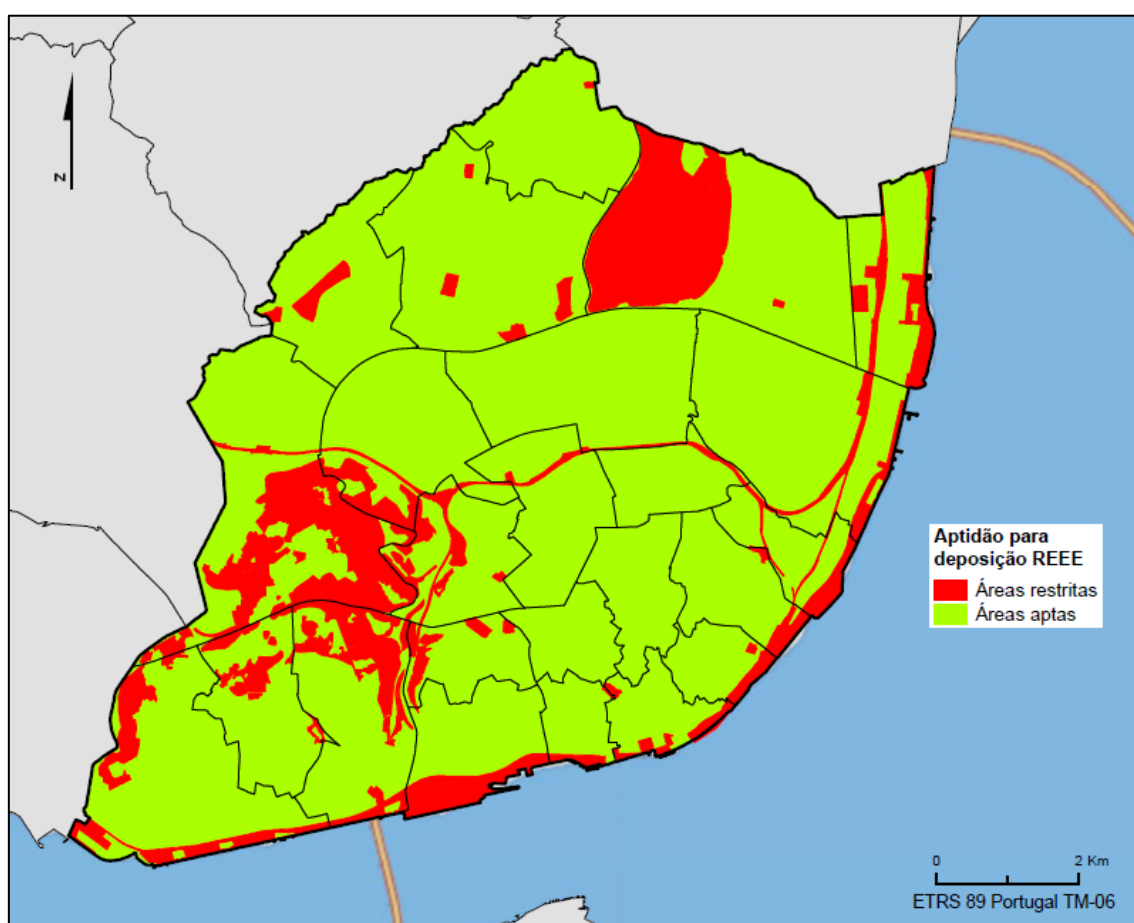 N
Aptidão para
deposição REEE
Áreas restritas
Áreas aptas
0 2 Km
ETRS 89 Portugal TM-06